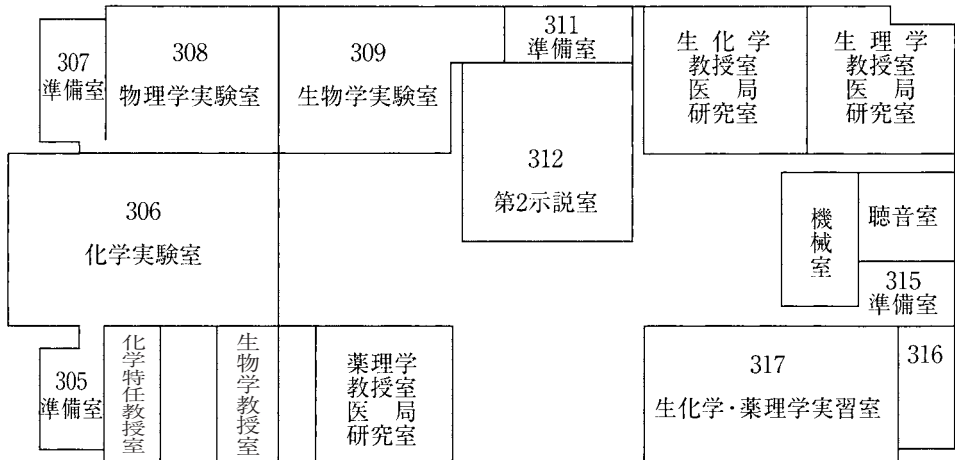 307
準備室
308
物理学実験室
309
生物学実験室
311
準備室
生化学
教授室
医局
研究室
生理学
教授室
医局
研究室
306
化学実験室
312
第2示説室
機械室
聴音室
315
準備室
305
準備室
化学特任教授室
生物学教授室
薬理学
教授室
医局
研究室
317
生化学・薬理学実習室
316